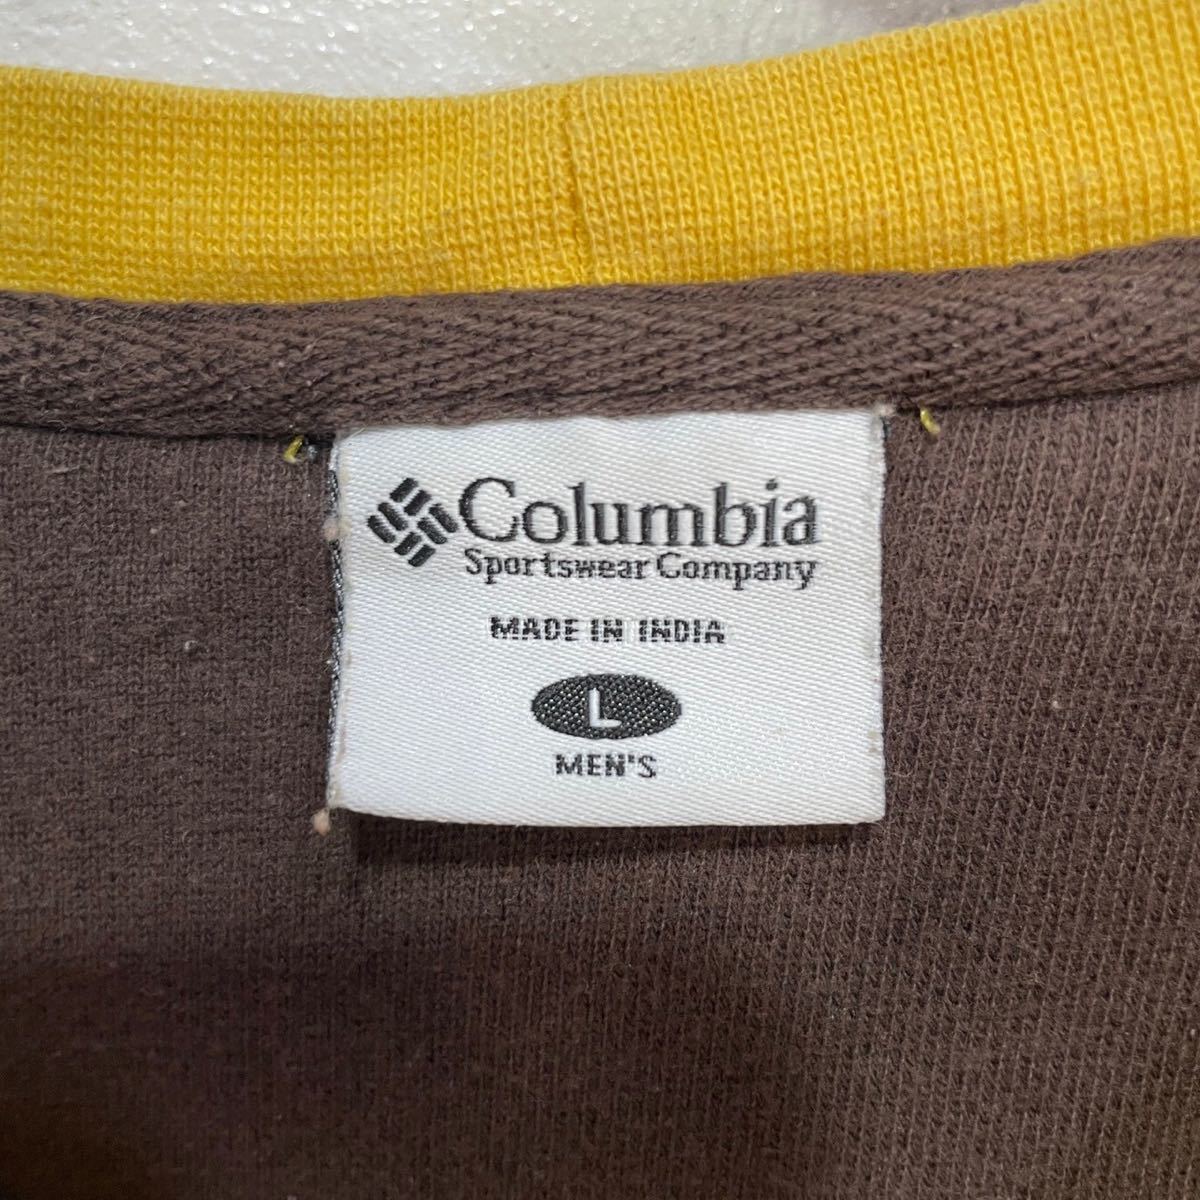 Columbia
Sportswear Company
MADE IN INDIA
L
MEN'S